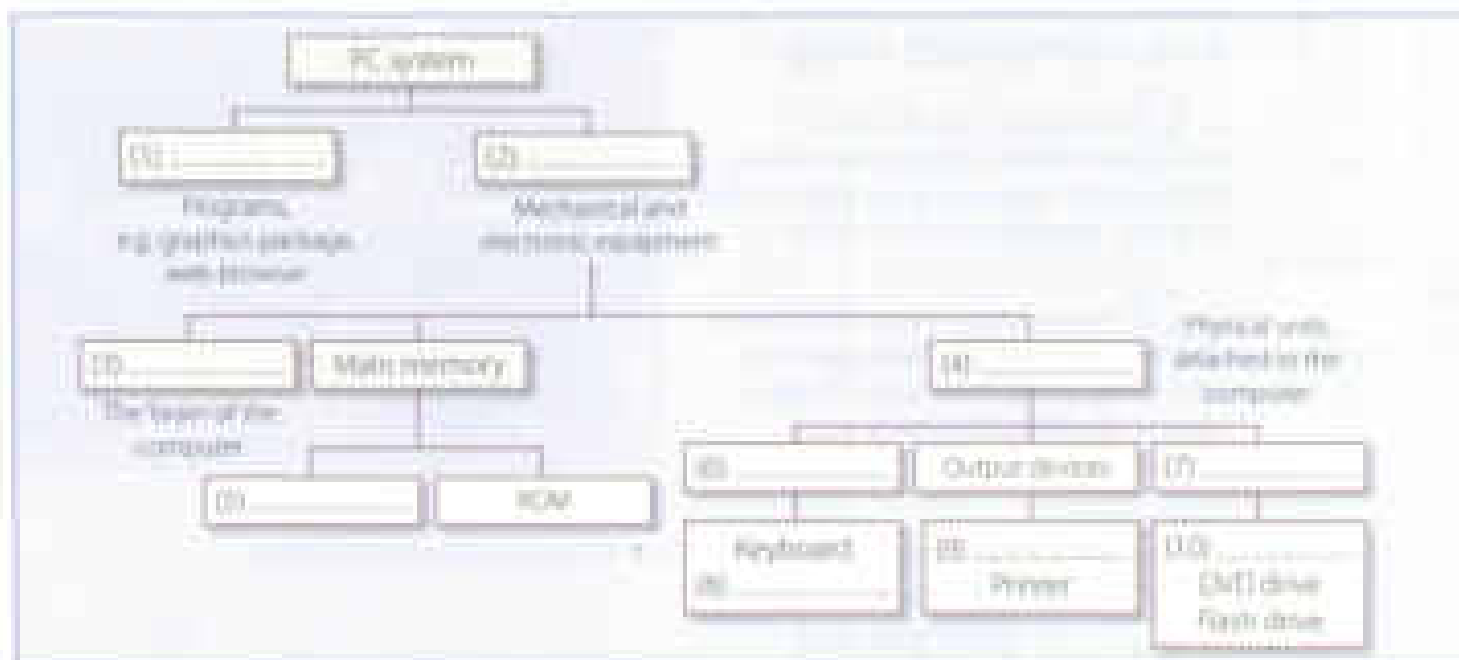 PC system
(1)
(2)
Programs,
e.g. graphics package,
web browser
Mechanical and
electronic equipment
(3)
Main memory
(4)
Physical units
attached to the
computer
The brain of the
computer
(5)
(6)
Output devices
(7)
Keyboard
(8)
(9)
Printer
(10)
DVD drive
Flash drive